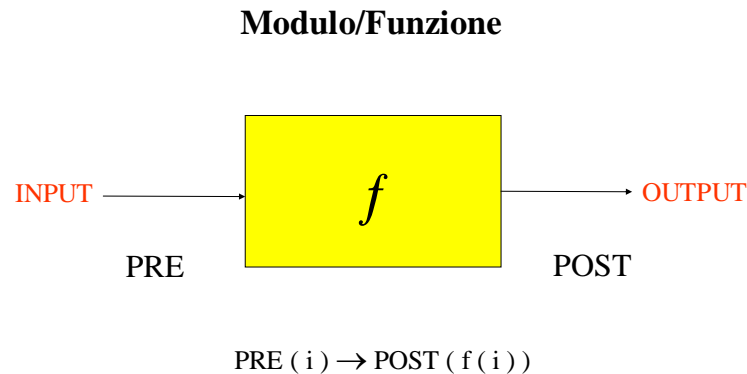 Modulo/Funzione
INPUT
f
OUTPUT
PRE
POST
PRE ( i ) → POST ( f ( i ) )